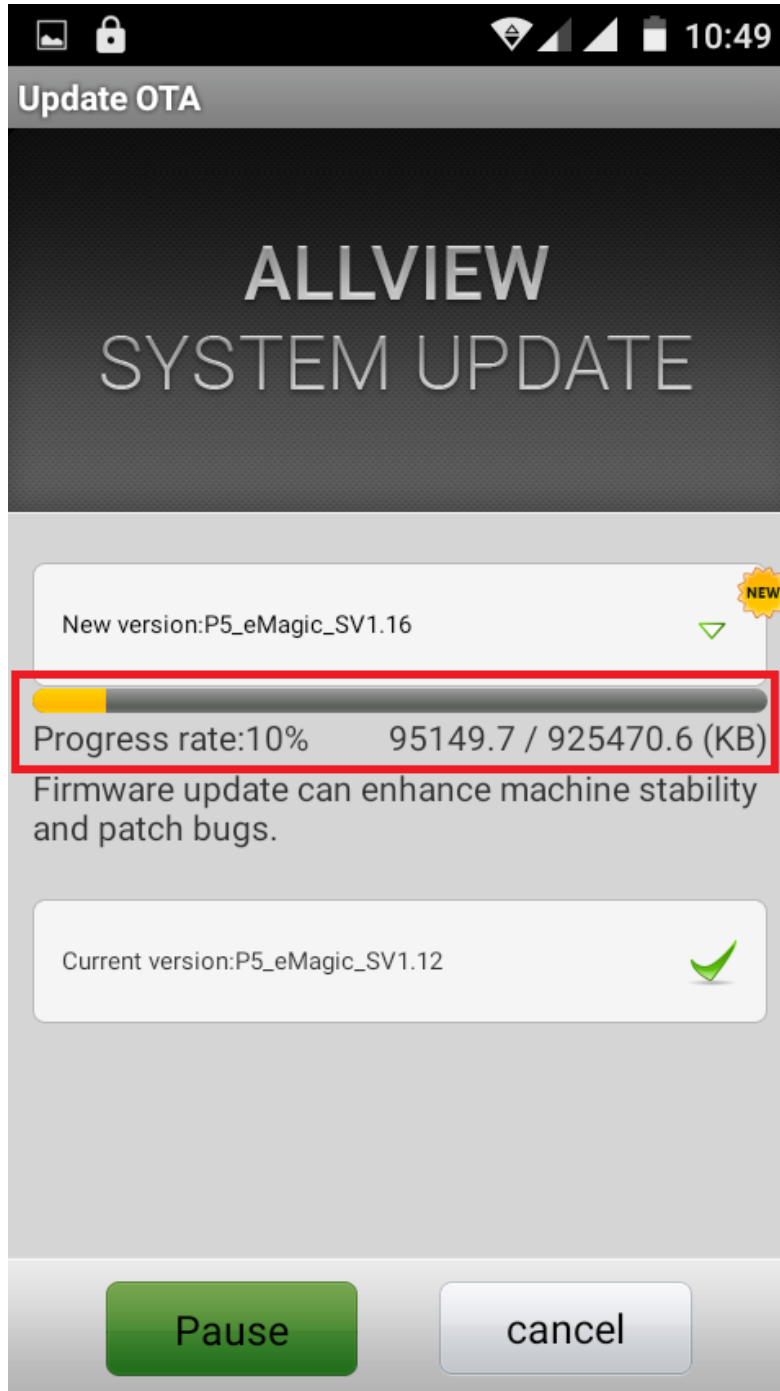 10:49
Update OTA
ALLVIEW
SYSTEM UPDATE
NEW
New version:P5_eMagic_SV1.16
Progress rate:10% 95149.7 / 925470.6 (KB)
Firmware update can enhance machine stability
and patch bugs.
Current version:P5_eMagic_SV1.12
Pause cancel